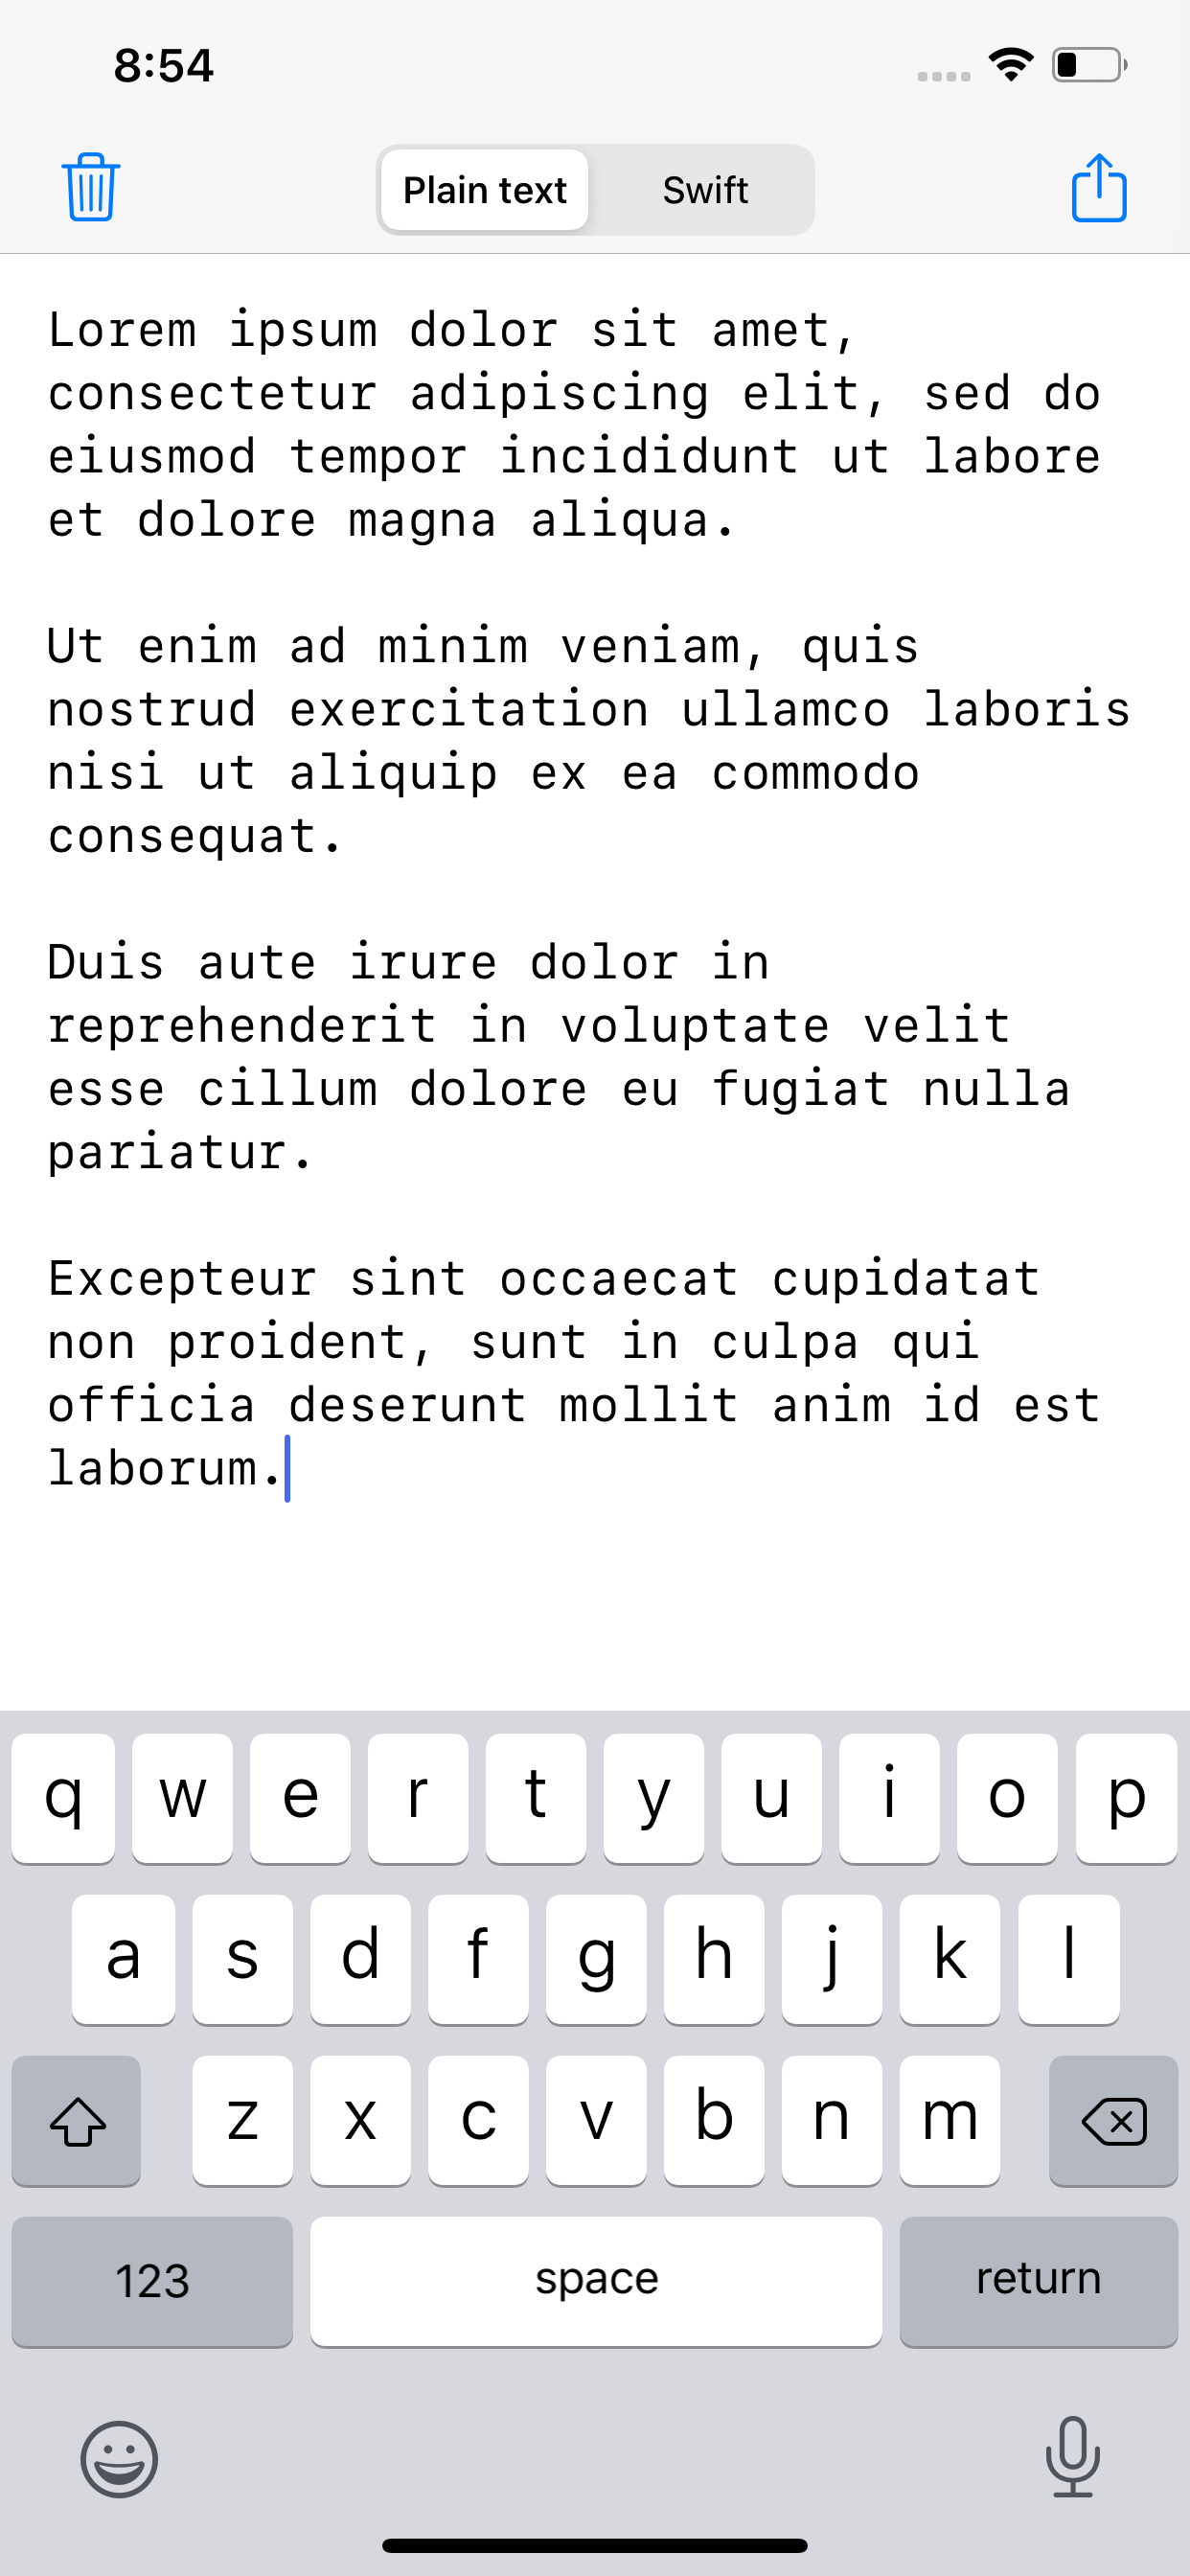 8:54
Plain text Swift
Lorem ipsum dolor sit amet,
consectetur adipiscing elit, sed do
eiusmod tempor incididunt ut labore
et dolore magna aliqua.
Ut enim ad minim veniam, quis
nostrud exercitation ullamco laboris
nisi ut aliquip ex ea commodo
consequat.
Duis aute irure dolor in
reprehenderit in voluptate velit
esse cillum dolore eu fugiat nulla
pariatur.
Excepteur sint occaecat cupidatat
non proident, sunt in culpa qui
officia deserunt mollit anim id est
laborum.
q w e r t y u i o p
a s d f g h j k l
z x c v b n m
123 space return